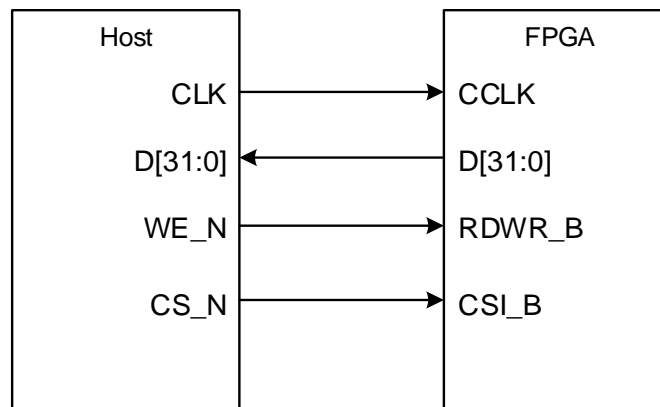 Host FPGA
CLK CCLK
D[31:0] D[31:0]
WE_N RDWR_B
CS_N CSI_B